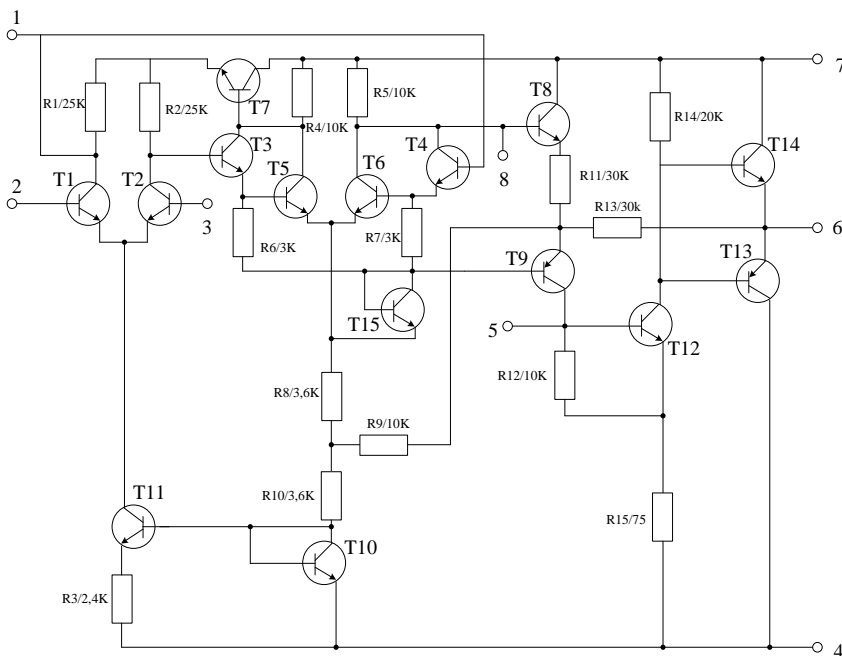 1
7
R1/25K
R2/25K
T7
R4/10K
R5/10K
T8
R14/20K
T3
T4
T14
T1
T2
T5
T6
8
R11/30K
2
3
R13/30k
R6/3K
R7/3K
6
T9
T13
T15
5
T12
R8/3,6K
R12/10K
R9/10K
T11
R10/3,6K
R15/75
T10
R3/2,4K
4